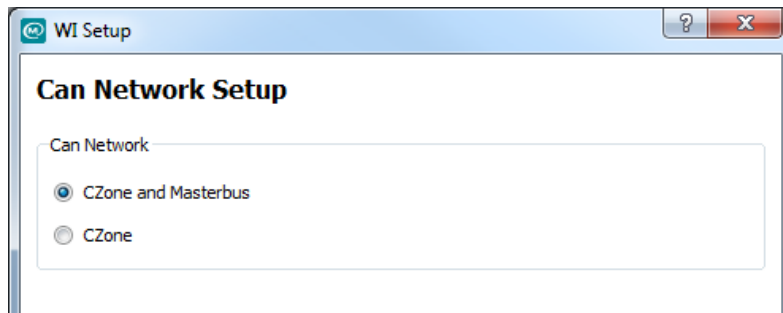 WI Setup
Can Network Setup
Can Network
CZone and Masterbus
CZone